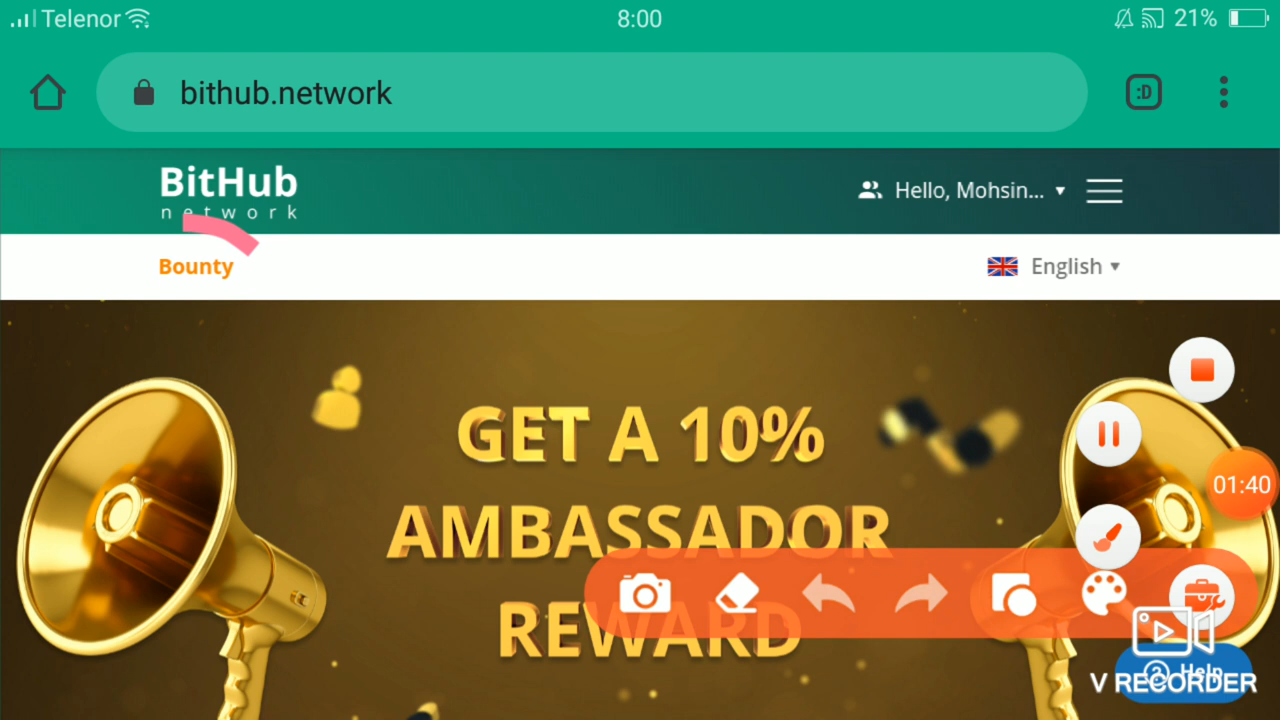 Telenor 8:00 21%
bithub.network :D
BitHub
network
Hello, Mohsin... ▼
Bounty
English ▼
GET A 10%
AMBASSADOR
REWARD
01:40
? Help
V RECORDER